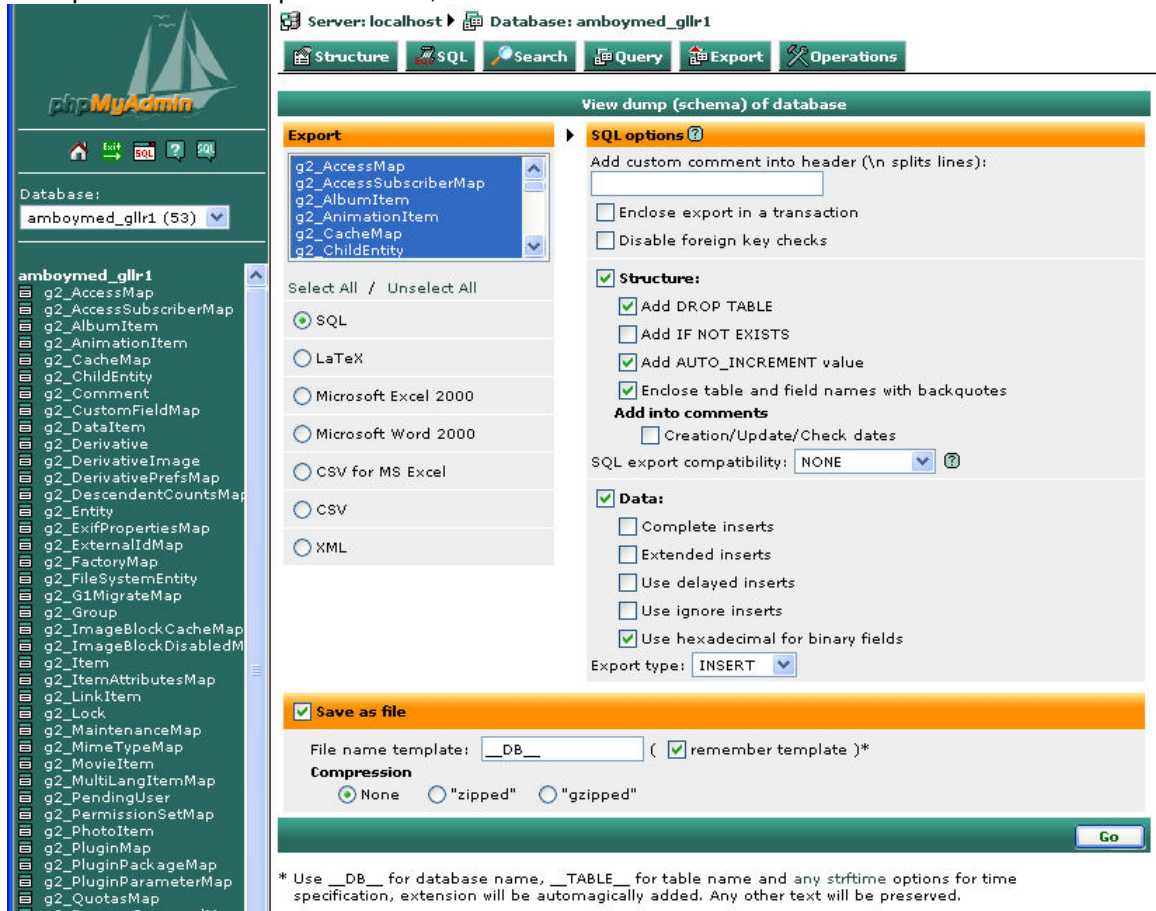 Server: localhost Database: amboymed_gllr1
Structure SQL Search Query Export Operations
phpMyAdmin
Exit SQL ? SQL
Database:
amboymed_gllr1 (53)
amboymed_gllr1
g2_AccessMap
g2_AccessSubscriberMap
g2_AlbumItem
g2_AnimationItem
g2_CacheMap
g2_ChildEntity
g2_Comment
g2_CustomFieldMap
g2_DataItem
g2_Derivative
g2_DerivativeImage
g2_DerivativePrefsMap
g2_DescendentCountsMap
g2_Entity
g2_ExifPropertiesMap
g2_ExternalIdMap
g2_FactoryMap
g2_FileSystemEntity
g2_G1MigrateMap
g2_Group
g2_ImageBlockCacheMap
g2_ImageBlockDisabledM
g2_Item
g2_ItemAttributesMap
g2_LinkItem
g2_Lock
g2_MaintenanceMap
g2_MimeTypeMap
g2_MovieItem
g2_MultiLangItemMap
g2_PendingUser
g2_PermissionSetMap
g2_PhotoItem
g2_PluginMap
g2_PluginPackageMap
g2_PluginParameterMap
g2_QuotasMap
View dump (schema) of database
Export
g2_AccessMap
g2_AccessSubscriberMap
g2_AlbumItem
g2_AnimationItem
g2_CacheMap
g2_ChildEntity
Select All / Unselect All
SQL
LaTeX
Microsoft Excel 2000
Microsoft Word 2000
CSV for MS Excel
CSV
XML
SQL options ?
Add custom comment into header (\n splits lines):
Enclose export in a transaction
Disable foreign key checks
Structure:
Add DROP TABLE
Add IF NOT EXISTS
Add AUTO_INCREMENT value
Enclose table and field names with backquotes
Add into comments
Creation/Update/Check dates
SQL export compatibility: NONE ?
Data:
Complete inserts
Extended inserts
Use delayed inserts
Use ignore inserts
Use hexadecimal for binary fields
Export type: INSERT
Save as file
File name template: __DB__ ( remember template )*
Compression
None "zipped" "gzipped"
Go
* Use __DB__ for database name, __TABLE__ for table name and any strftime options for time
specification, extension will be automagically added. Any other text will be preserved.